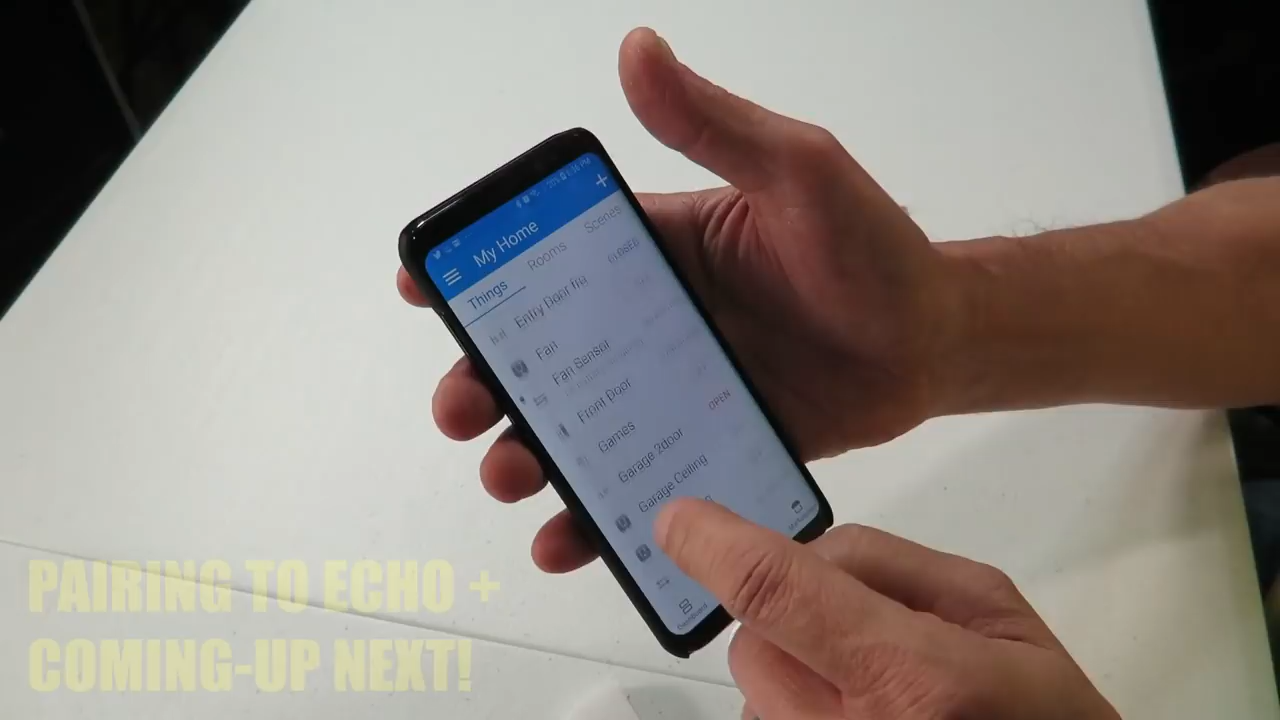 My Home
+
Things Rooms Scenes
Entry Door
CLOSED
Fan
Fan Sensor
Front Door
Games
Garage 2door
OPEN
Garage Ceiling
Dashboard
PAIRING TO ECHO +
COMING-UP NEXT!